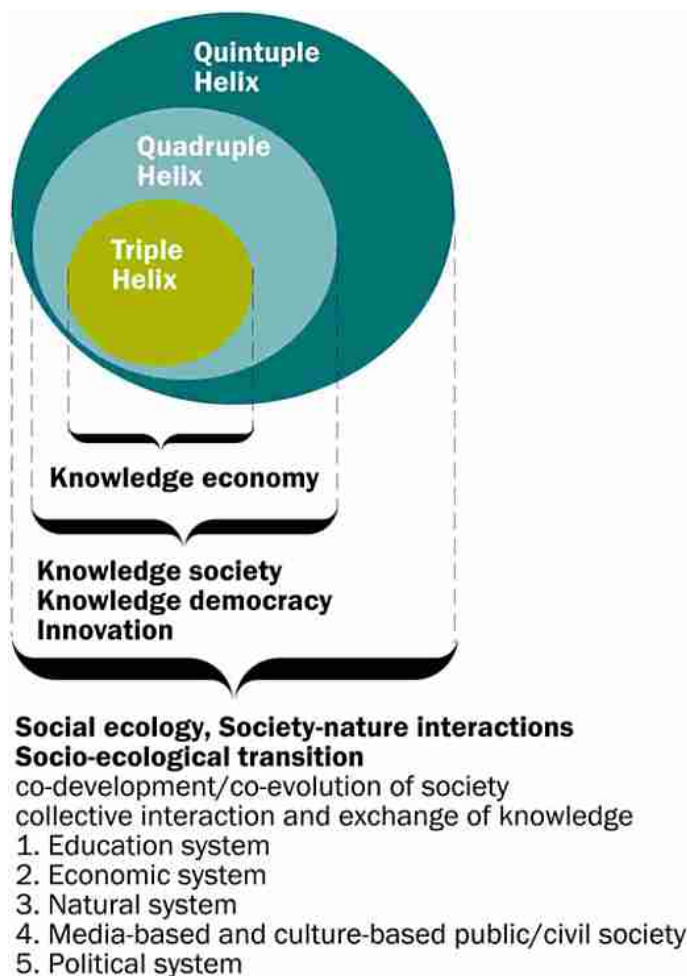 Quintuple
Helix
Quadruple
Helix
Triple
Helix
Knowledge economy
Knowledge society
Knowledge democracy
Innovation
Social ecology, Society-nature interactions
Socio-ecological transition
co-development/co-evolution of society
collective interaction and exchange of knowledge
1. Education system
2. Economic system
3. Natural system
4. Media-based and culture-based public/civil society
5. Political system